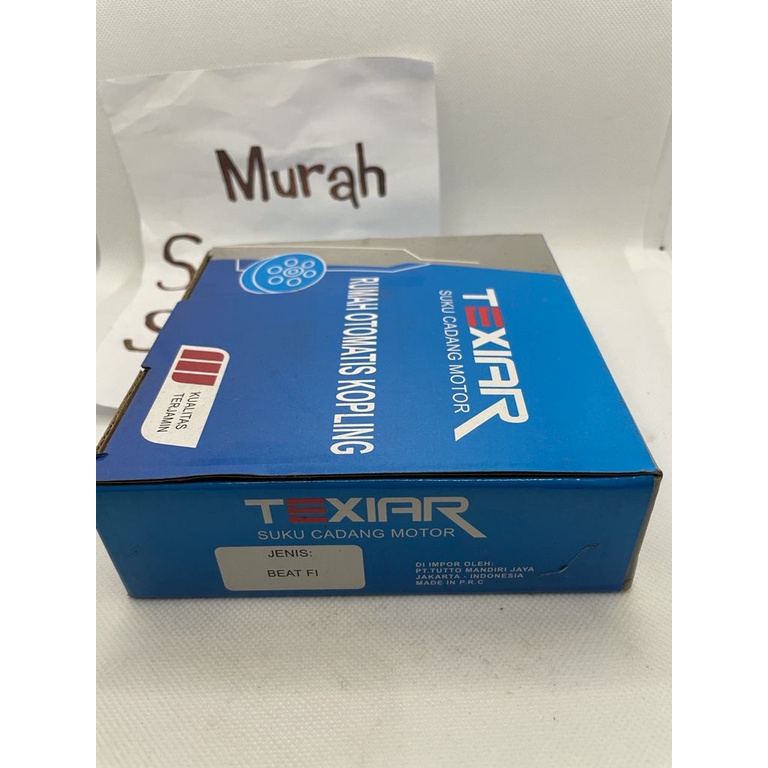 Murah
S
S
TEXIAR
SUKU CADANG MOTOR
RUMAH OTOMATIS KOPLING
KUALITAS
TERJAMIN
TEXIAR
SUKU CADANG MOTOR
JENIS:
BEAT FI
DI IMPOR OLEH:
PT.TUTTO MANDIRI JAYA
JAKARTA - INDONESIA
MADE IN P.R.C